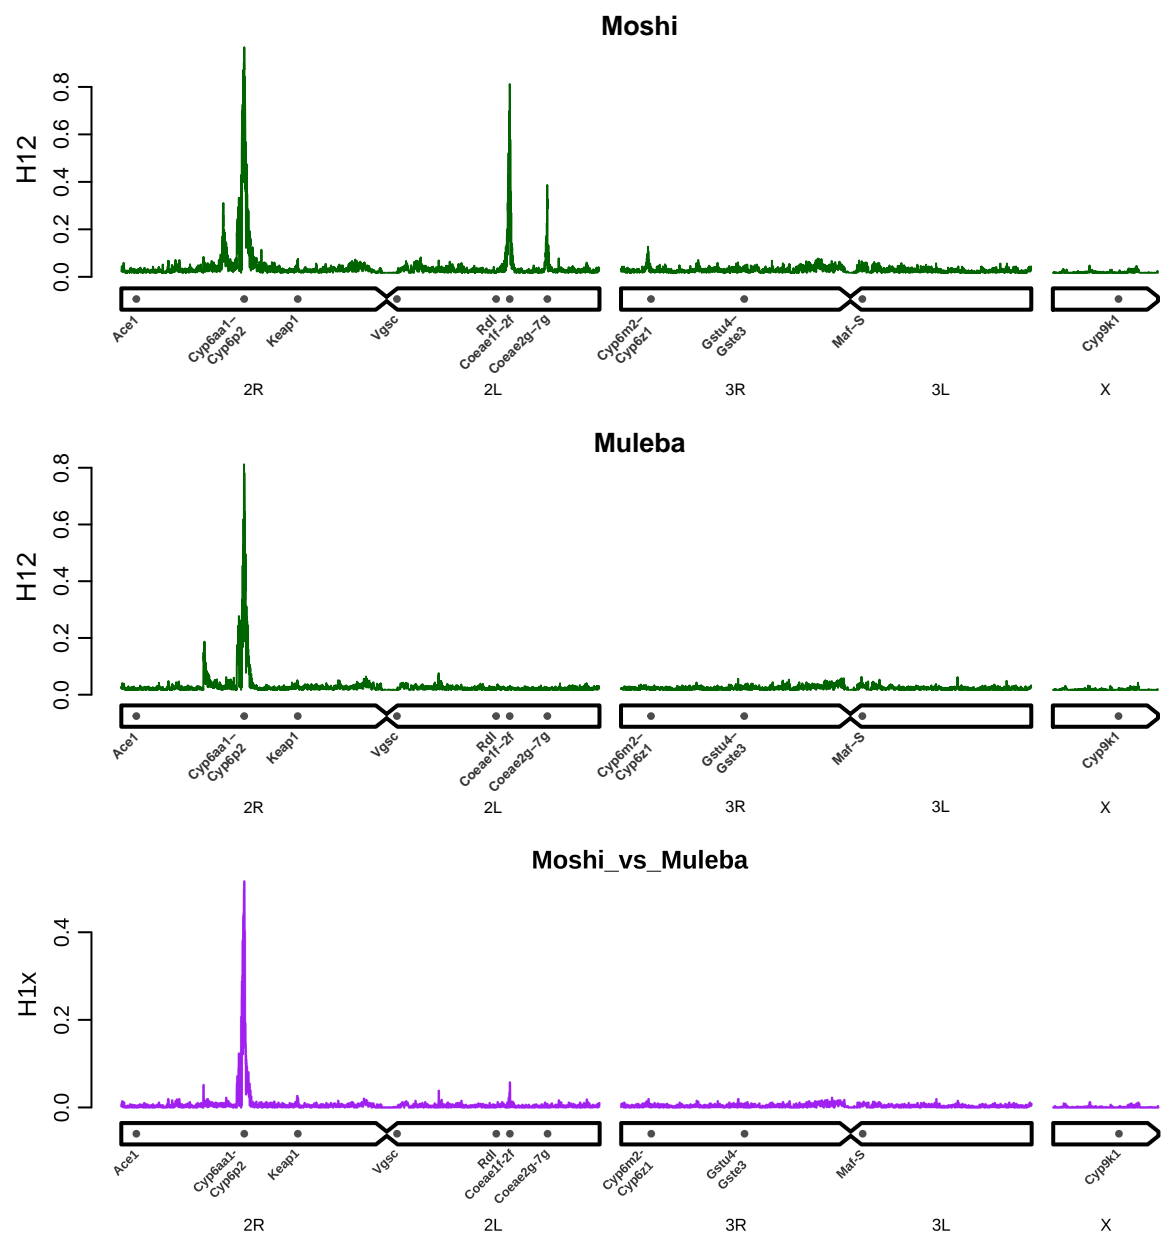 Moshi
H12
0.8
0.6
0.4
0.2
0.0
Ace1
Cyp6aa1–
Cyp6p2
Keap1
Vgsc
Rdl
Coeae1f–2f
Coeae2g–7g
Cyp6m2–
Cyp6z1
Gstu4–
Gste3
Maf–S
Cyp9k1
2R 2L 3R 3L X
Muleba
H12
0.8
0.6
0.4
0.2
0.0
Ace1
Cyp6aa1–
Cyp6p2
Keap1
Vgsc
Rdl
Coeae1f–2f
Coeae2g–7g
Cyp6m2–
Cyp6z1
Gstu4–
Gste3
Maf–S
Cyp9k1
2R 2L 3R 3L X
Moshi_vs_Muleba
H1x
0.4
0.2
0.0
Ace1
Cyp6aa1-
Cyp6p2
Keap1
Vgsc
Rdl
Coeae1f-2f
Coeae2g-7g
Cyp6m2-
Cyp6z1
Gstu4-
Gste3
Maf-S
Cyp9k1
2R 2L 3R 3L X